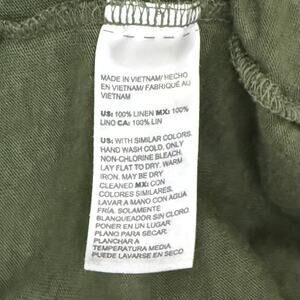 MADE IN VIETNAM/ HECHO
EN VIETNAM/ FABRIQUÉ AU
VIETNAM
US: 100% LINEN MX: 100%
LINO CA: 100% LIN
US: WITH SIMILAR COLORS.
HAND WASH COLD. ONLY
NON-CHLORINE BLEACH.
LAY FLAT TO DRY. WARM
IRON. MAY BE DRY
CLEANED MX: CON
COLORES SIMILARES.
LAVAR A MANO CON AGUA
FRÍA. SOLAMENTE
BLANQUEADOR SIN CLORO.
PONER EN UN LUGAR
PLANO PARA SECAR.
PLANCHAR A
TEMPERATURA MEDIA.
PUEDE LAVARSE EN SECO